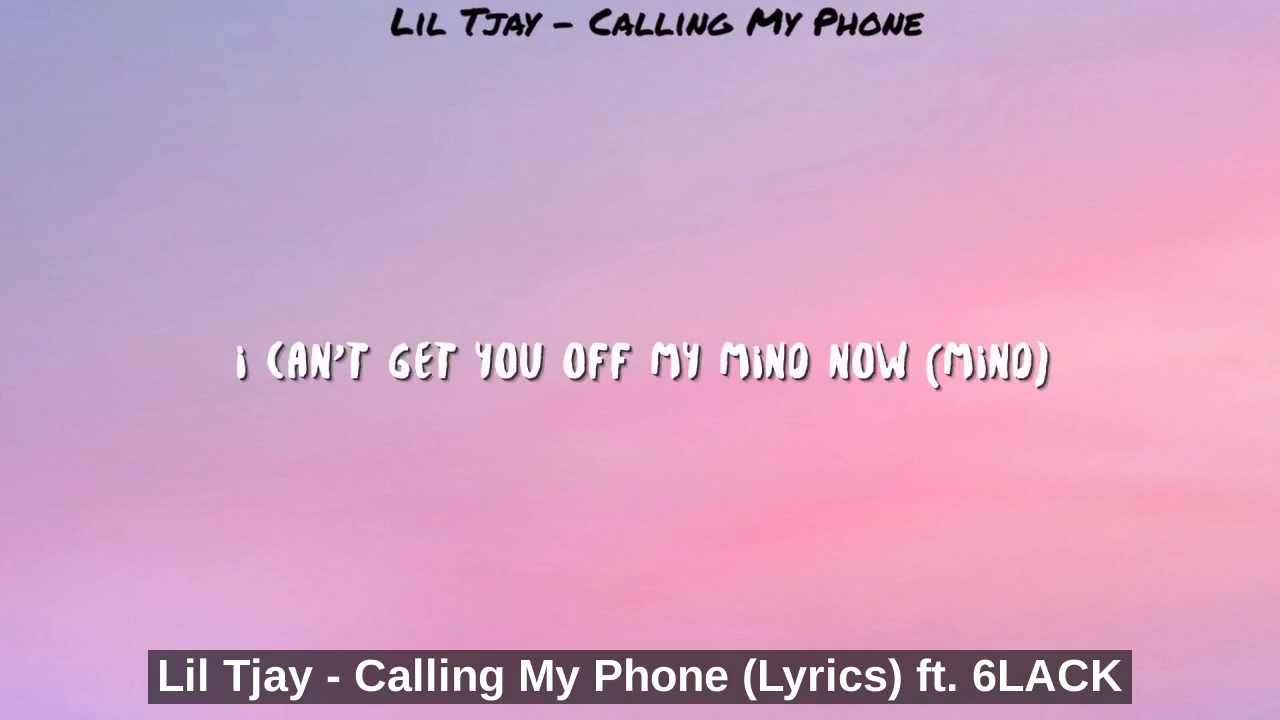 Lil Tjay - Calling My Phone
i CAN'T GET YOU OFF MY MiND NOW (MiND)
Lil Tjay - Calling My Phone (Lyrics) ft. 6LACK